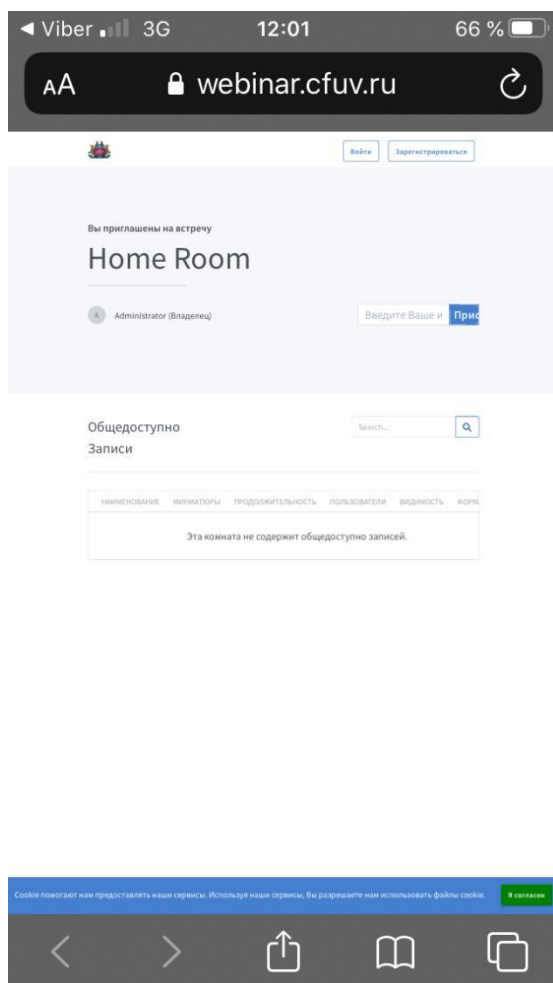 Viber 3G 12:01 66 %
AA webinar.cfuv.ru
Войти Зарегистрироваться
Вы приглашены на встречу
Home Room
A Administrator (Владелец) Введите Ваше и Прис
Общедоступно Search...
Записи
НАИМЕНОВАНИЕ МИНИАТЮРЫ ПРОДОЛЖИТЕЛЬНОСТЬ ПОЛЬЗОВАТЕЛИ ВИДИМОСТЬ ФОРМ
Эта комната не содержит общедоступно записей.
Cookie помогают нам предоставлять наши сервисы. Используя наши сервисы, Вы разрешаете нам использовать файлы cookie. Я согласен